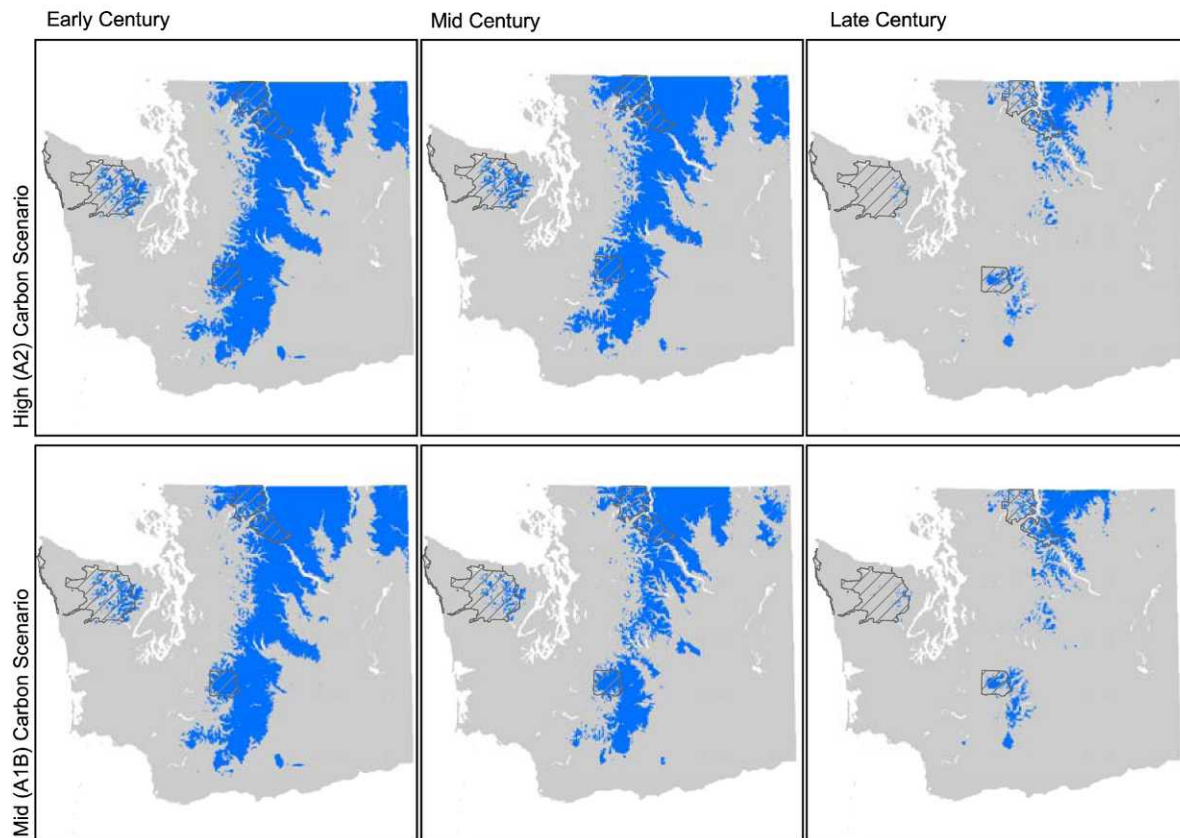 Early Century
Mid Century
Late Century
High (A2) Carbon Scenario
Mid (A1B) Carbon Scenario